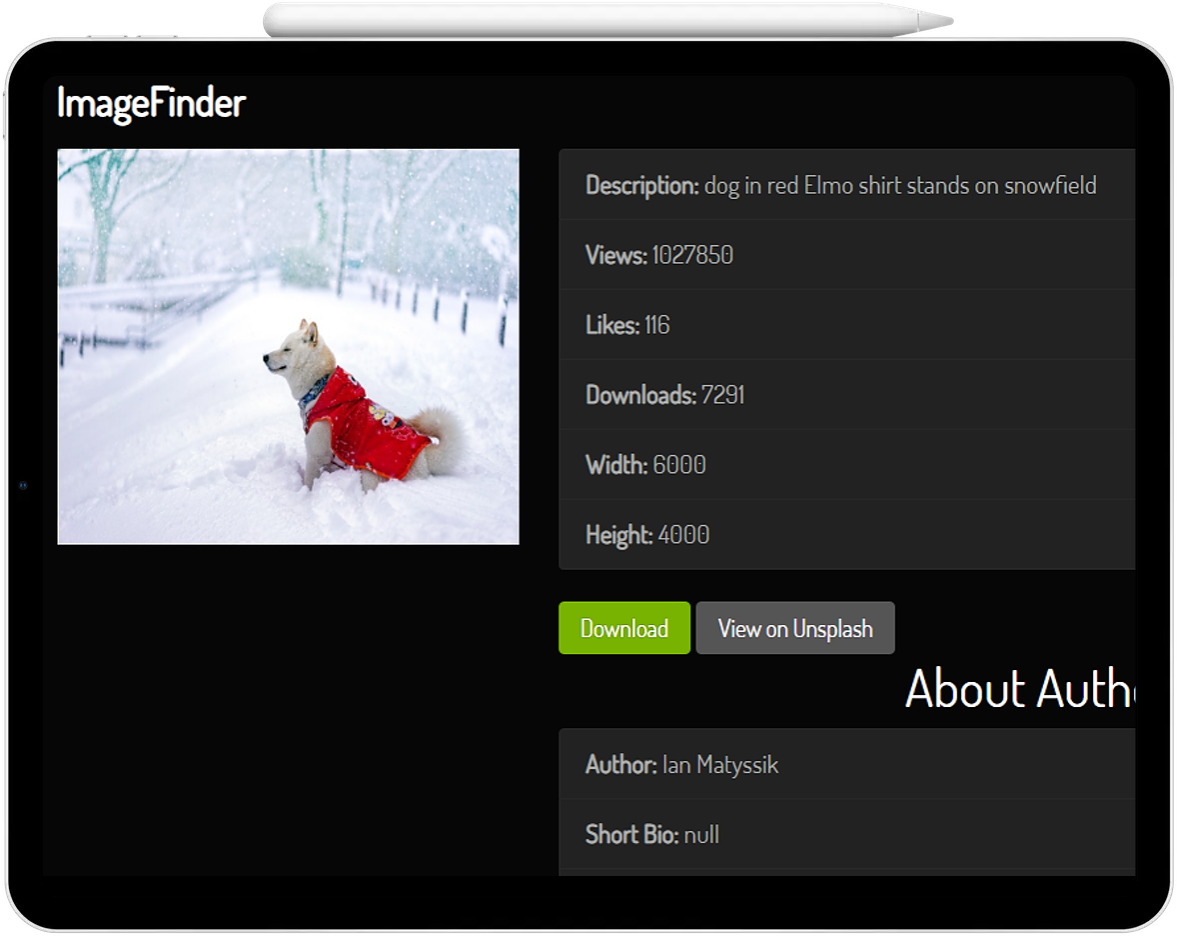 ImageFinder
Description: dog in red Elmo shirt stands on snowfield
Views: 1027850
Likes: 116
Downloads: 7291
Width: 6000
Height: 4000
Download
View on Unsplash
About Auth
Author: Ian Matyssik
Short Bio: null